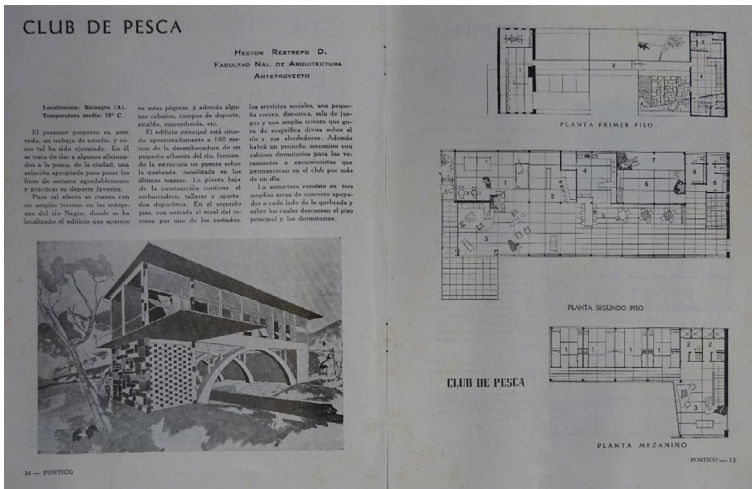 CLUB DE PESCA
Hector Restrepo D.
Facultad Nal. de Arquitectura
Anteproyecto
Localización: Rionegro (A).
Temperatura media: 18º C.
El presente proyecto es, ante
todo, un trabajo de estudio, y co-
mo tal ha sido ejecutado. En él
se trata de dar a algunos aficiona-
dos a la pesca, de la ciudad, una
solución apropiada para pasar los
fines de semana agradablemente
y practicar su deporte favorito.
Para tal efecto se cuenta con
un amplio terreno en las márge-
nes del río Negro, donde se ha
localizado el edificio que aparece
en estas páginas, y además algu-
nas cabañas, campos de deporte,
establo, mayordomía, etc.
El edificio principal está situa-
do aproximadamente a 100 me-
tros de la desembocadura de un
pequeño afluente del río, forman-
do la estructura un puente sobre
la quebrada, canalizada en los
últimos tramos. La planta baja
de la construcción contiene el
embarcadero, talleres y aparta-
dos deportivos. En el segundo
piso, con entrada al nivel del te-
rreno por uno de los costados,
los servicios sociales, una peque-
ña cocina, discoteca, sala de jue-
gos y una amplia terraza que go-
za de magnífica divisa sobre el
río y sus alrededores. Además
habrá un pequeño mezanino con
cabinas dormitorios para los ve-
raneantes o excursionistas que
permanezcan en el club por más
de un día.
La estructura consiste en tres
amplios arcos de concreto apoya-
dos a cada lado de la quebrada y
sobre los cuales descansan el piso
principal y los dormitorios.
14 — PORTICO
PLANTA PRIMER PISO
PLANTA SEGUNDO PISO
CLUB DE PESCA
PLANTA MEZANINO
PORTICO — 15